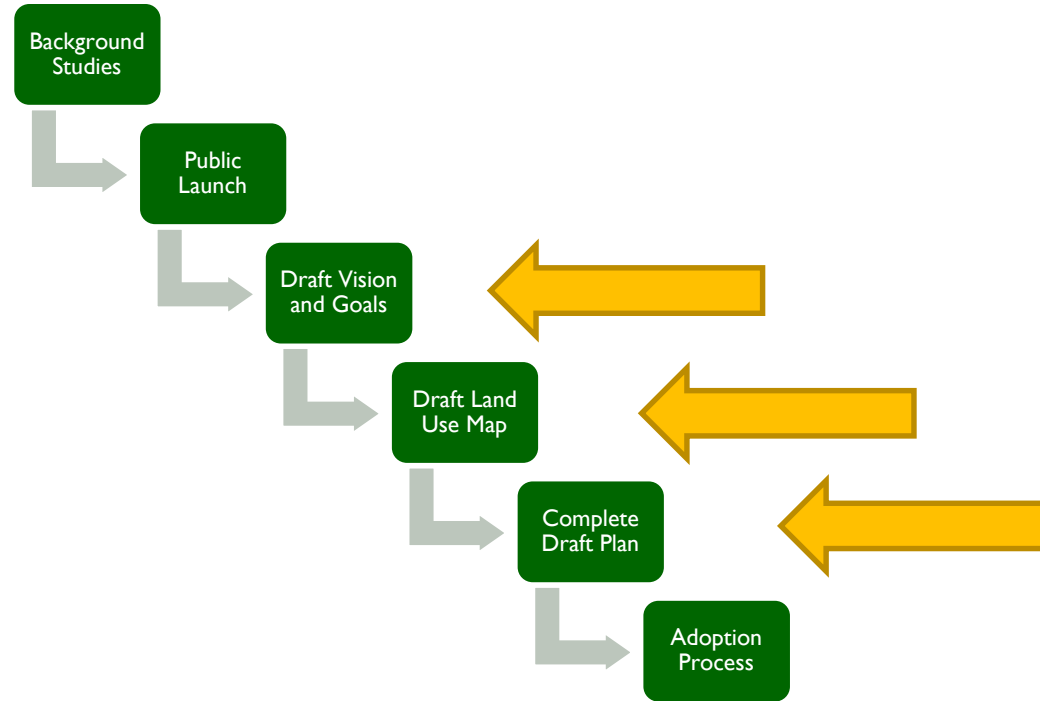 Background
Studies
Public
Launch
Draft Vision
and Goals
Draft Land
Use Map
Complete
Draft Plan
Adoption
Process